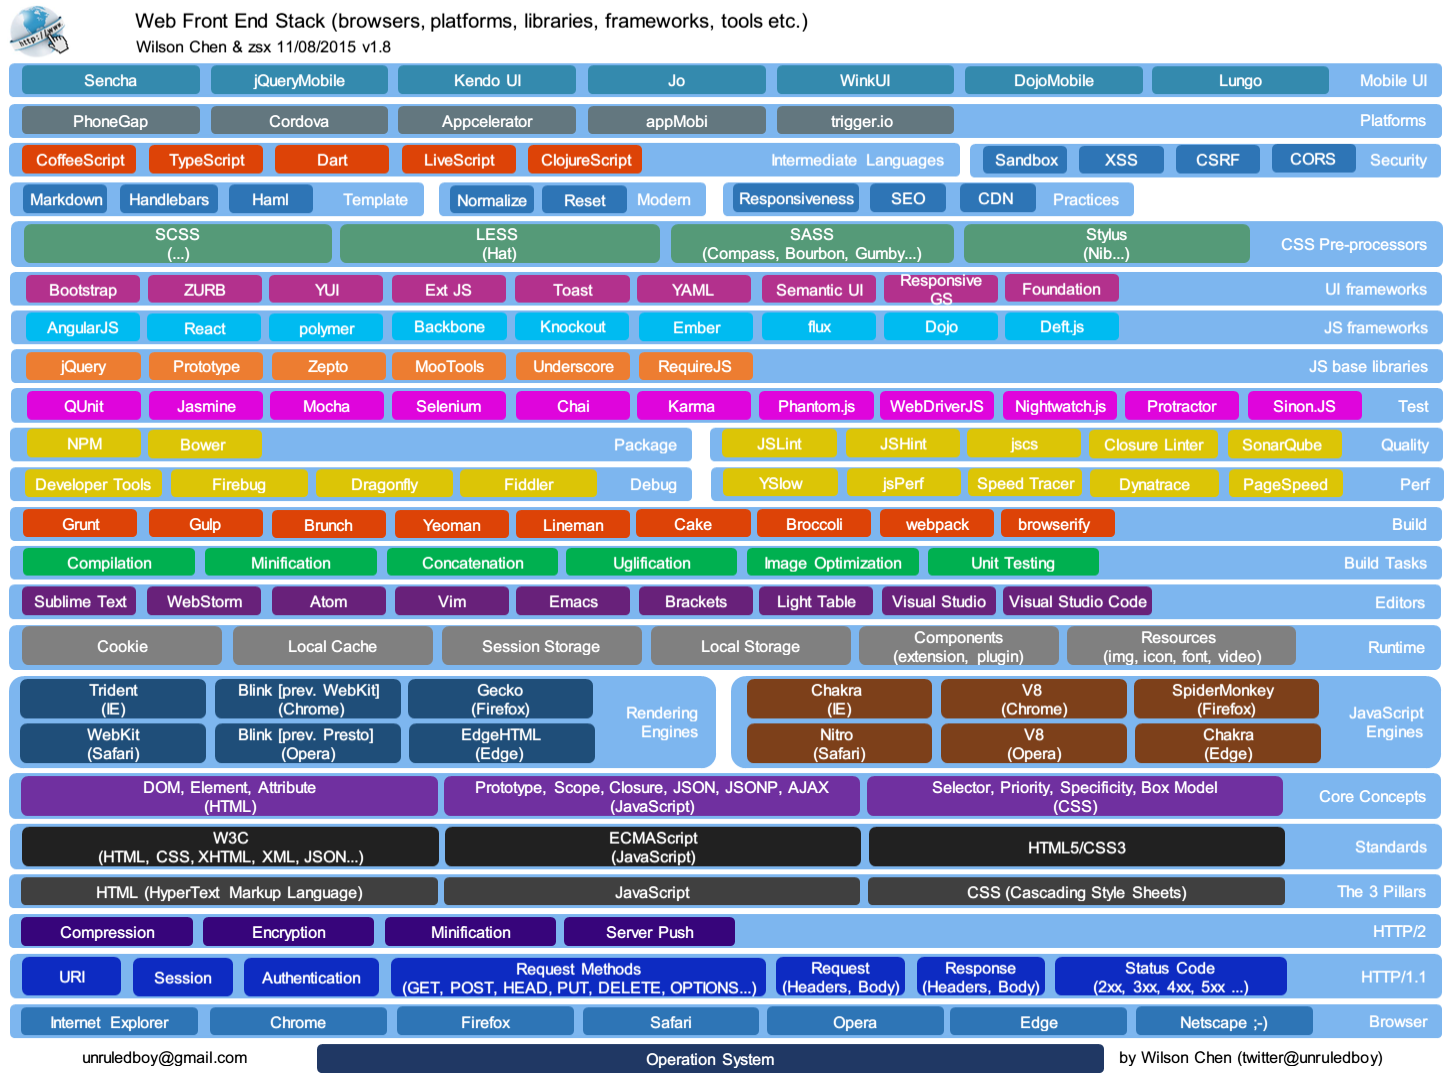 http://www
Web Front End Stack (browsers, platforms, libraries, frameworks, tools etc.)
Wilson Chen & zsx 11/08/2015 v1.8
Sencha jQueryMobile Kendo UI Jo WinkUI DojoMobile Lungo Mobile UI
PhoneGap Cordova Appcelerator appMobi trigger.io Platforms
CoffeeScript TypeScript Dart LiveScript ClojureScript Intermediate Languages Sandbox XSS CSRF CORS Security
Markdown Handlebars Haml Template Normalize Reset Modern Responsiveness SEO CDN Practices
SCSS LESS SASS Stylus
(...) (Hat) (Compass, Bourbon, Gumby...) (Nib...) CSS Pre-processors
Bootstrap ZURB YUI Ext JS Toast YAML Semantic UI Responsive GS Foundation UI frameworks
AngularJS React polymer Backbone Knockout Ember flux Dojo Deft.js JS frameworks
jQuery Prototype Zepto MooTools Underscore RequireJS JS base libraries
QUnit Jasmine Mocha Selenium Chai Karma Phantom.js WebDriverJS Nightwatch.js Protractor Sinon.JS Test
NPM Bower Package JSLint JSHint jscs Closure Linter SonarQube Quality
Developer Tools Firebug Dragonfly Fiddler Debug YSlow jsPerf Speed Tracer Dynatrace PageSpeed Perf
Grunt Gulp Brunch Yeoman Lineman Cake Broccoli webpack browserify Build
Compilation Minification Concatenation Uglification Image Optimization Unit Testing Build Tasks
Sublime Text WebStorm Atom Vim Emacs Brackets Light Table Visual Studio Visual Studio Code Editors
Cookie Local Cache Session Storage Local Storage Components Resources Runtime
(extension, plugin) (img, icon, font, video)
Trident Blink [prev. WebKit] Gecko
(IE) (Chrome) (Firefox)
WebKit Blink [prev. Presto] EdgeHTML
(Safari) (Opera) (Edge)
Rendering
Engines
Chakra V8 SpiderMonkey
(IE) (Chrome) (Firefox)
Nitro V8 Chakra
(Safari) (Opera) (Edge)
JavaScript
Engines
DOM, Element, Attribute Prototype, Scope, Closure, JSON, JSONP, AJAX Selector, Priority, Specificity, Box Model
(HTML) (JavaScript) (CSS) Core Concepts
W3C ECMAScript HTML5/CSS3 Standards
(HTML, CSS, XHTML, XML, JSON...) (JavaScript)
HTML (HyperText Markup Language) JavaScript CSS (Cascading Style Sheets) The 3 Pillars
Compression Encryption Minification Server Push HTTP/2
URI Session Authentication Request Methods Request Response Status Code HTTP/1.1
(GET, POST, HEAD, PUT, DELETE, OPTIONS...) (Headers, Body) (Headers, Body) (2xx, 3xx, 4xx, 5xx ...)
Internet Explorer Chrome Firefox Safari Opera Edge Netscape ;-) Browser
unruledboy@gmail.com Operation System by Wilson Chen (twitter@unruledboy)